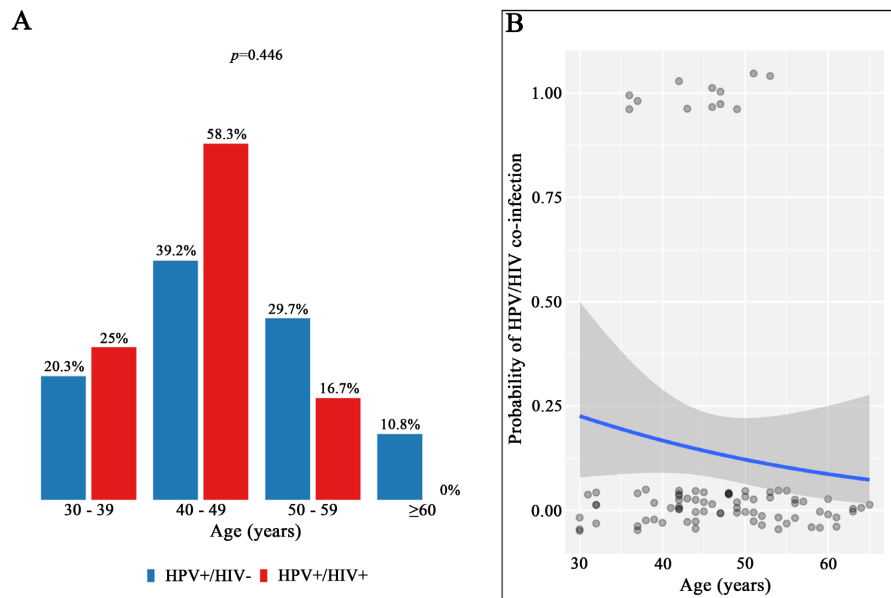 A
p=0.446
58.3%
39.2%
29.7%
25%
20.3%
16.7%
10.8%
0%
30 - 39
40 - 49
50 - 59
≥60
Age (years)
HPV+/HIV-
HPV+/HIV+
B
Probability of HPV/HIV co-infection
1.00
0.75
0.50
0.25
0.00
30
40
50
60
Age (years)